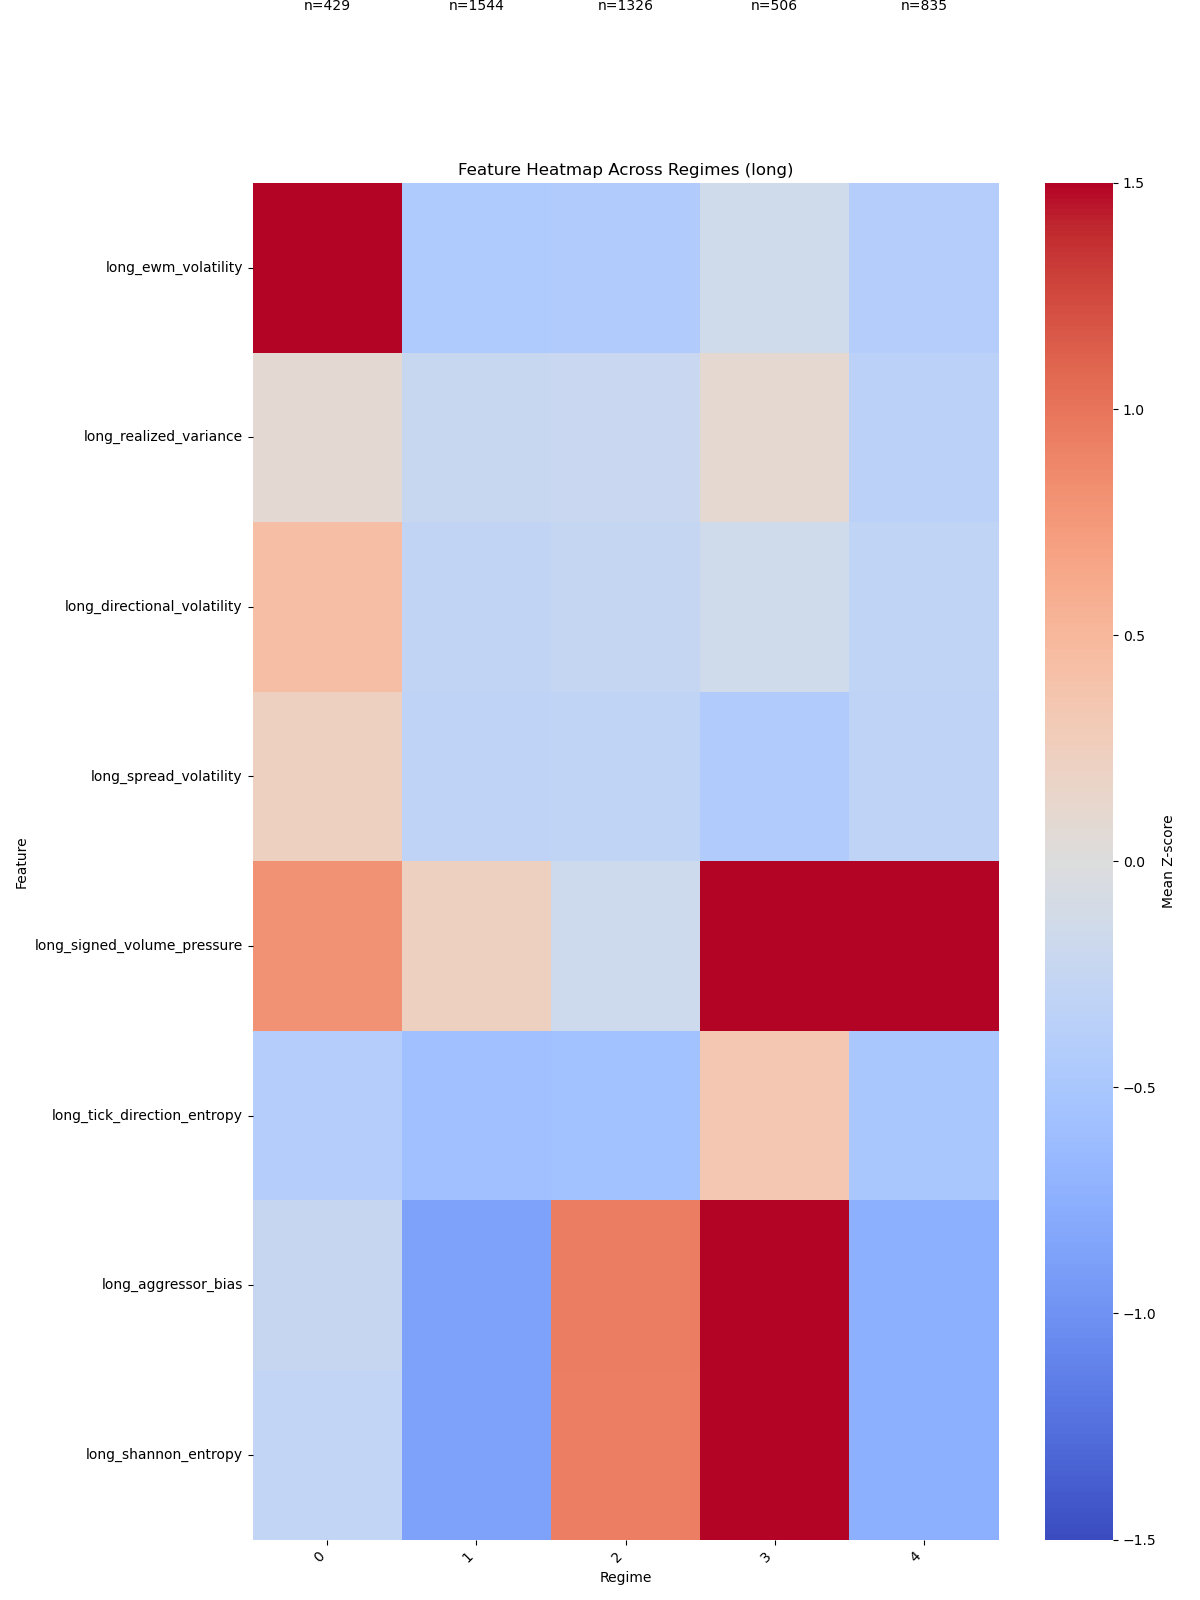 n=429 n=1544 n=1326 n=506 n=835
Feature Heatmap Across Regimes (long)
long_ewm_volatility
long_realized_variance
long_directional_volatility
long_spread_volatility
long_signed_volume_pressure
long_tick_direction_entropy
long_aggressor_bias
long_shannon_entropy
Feature
0 1 2 3 4
Regime
1.5
1.0
0.5
0.0
−0.5
−1.0
−1.5
Mean Z-score